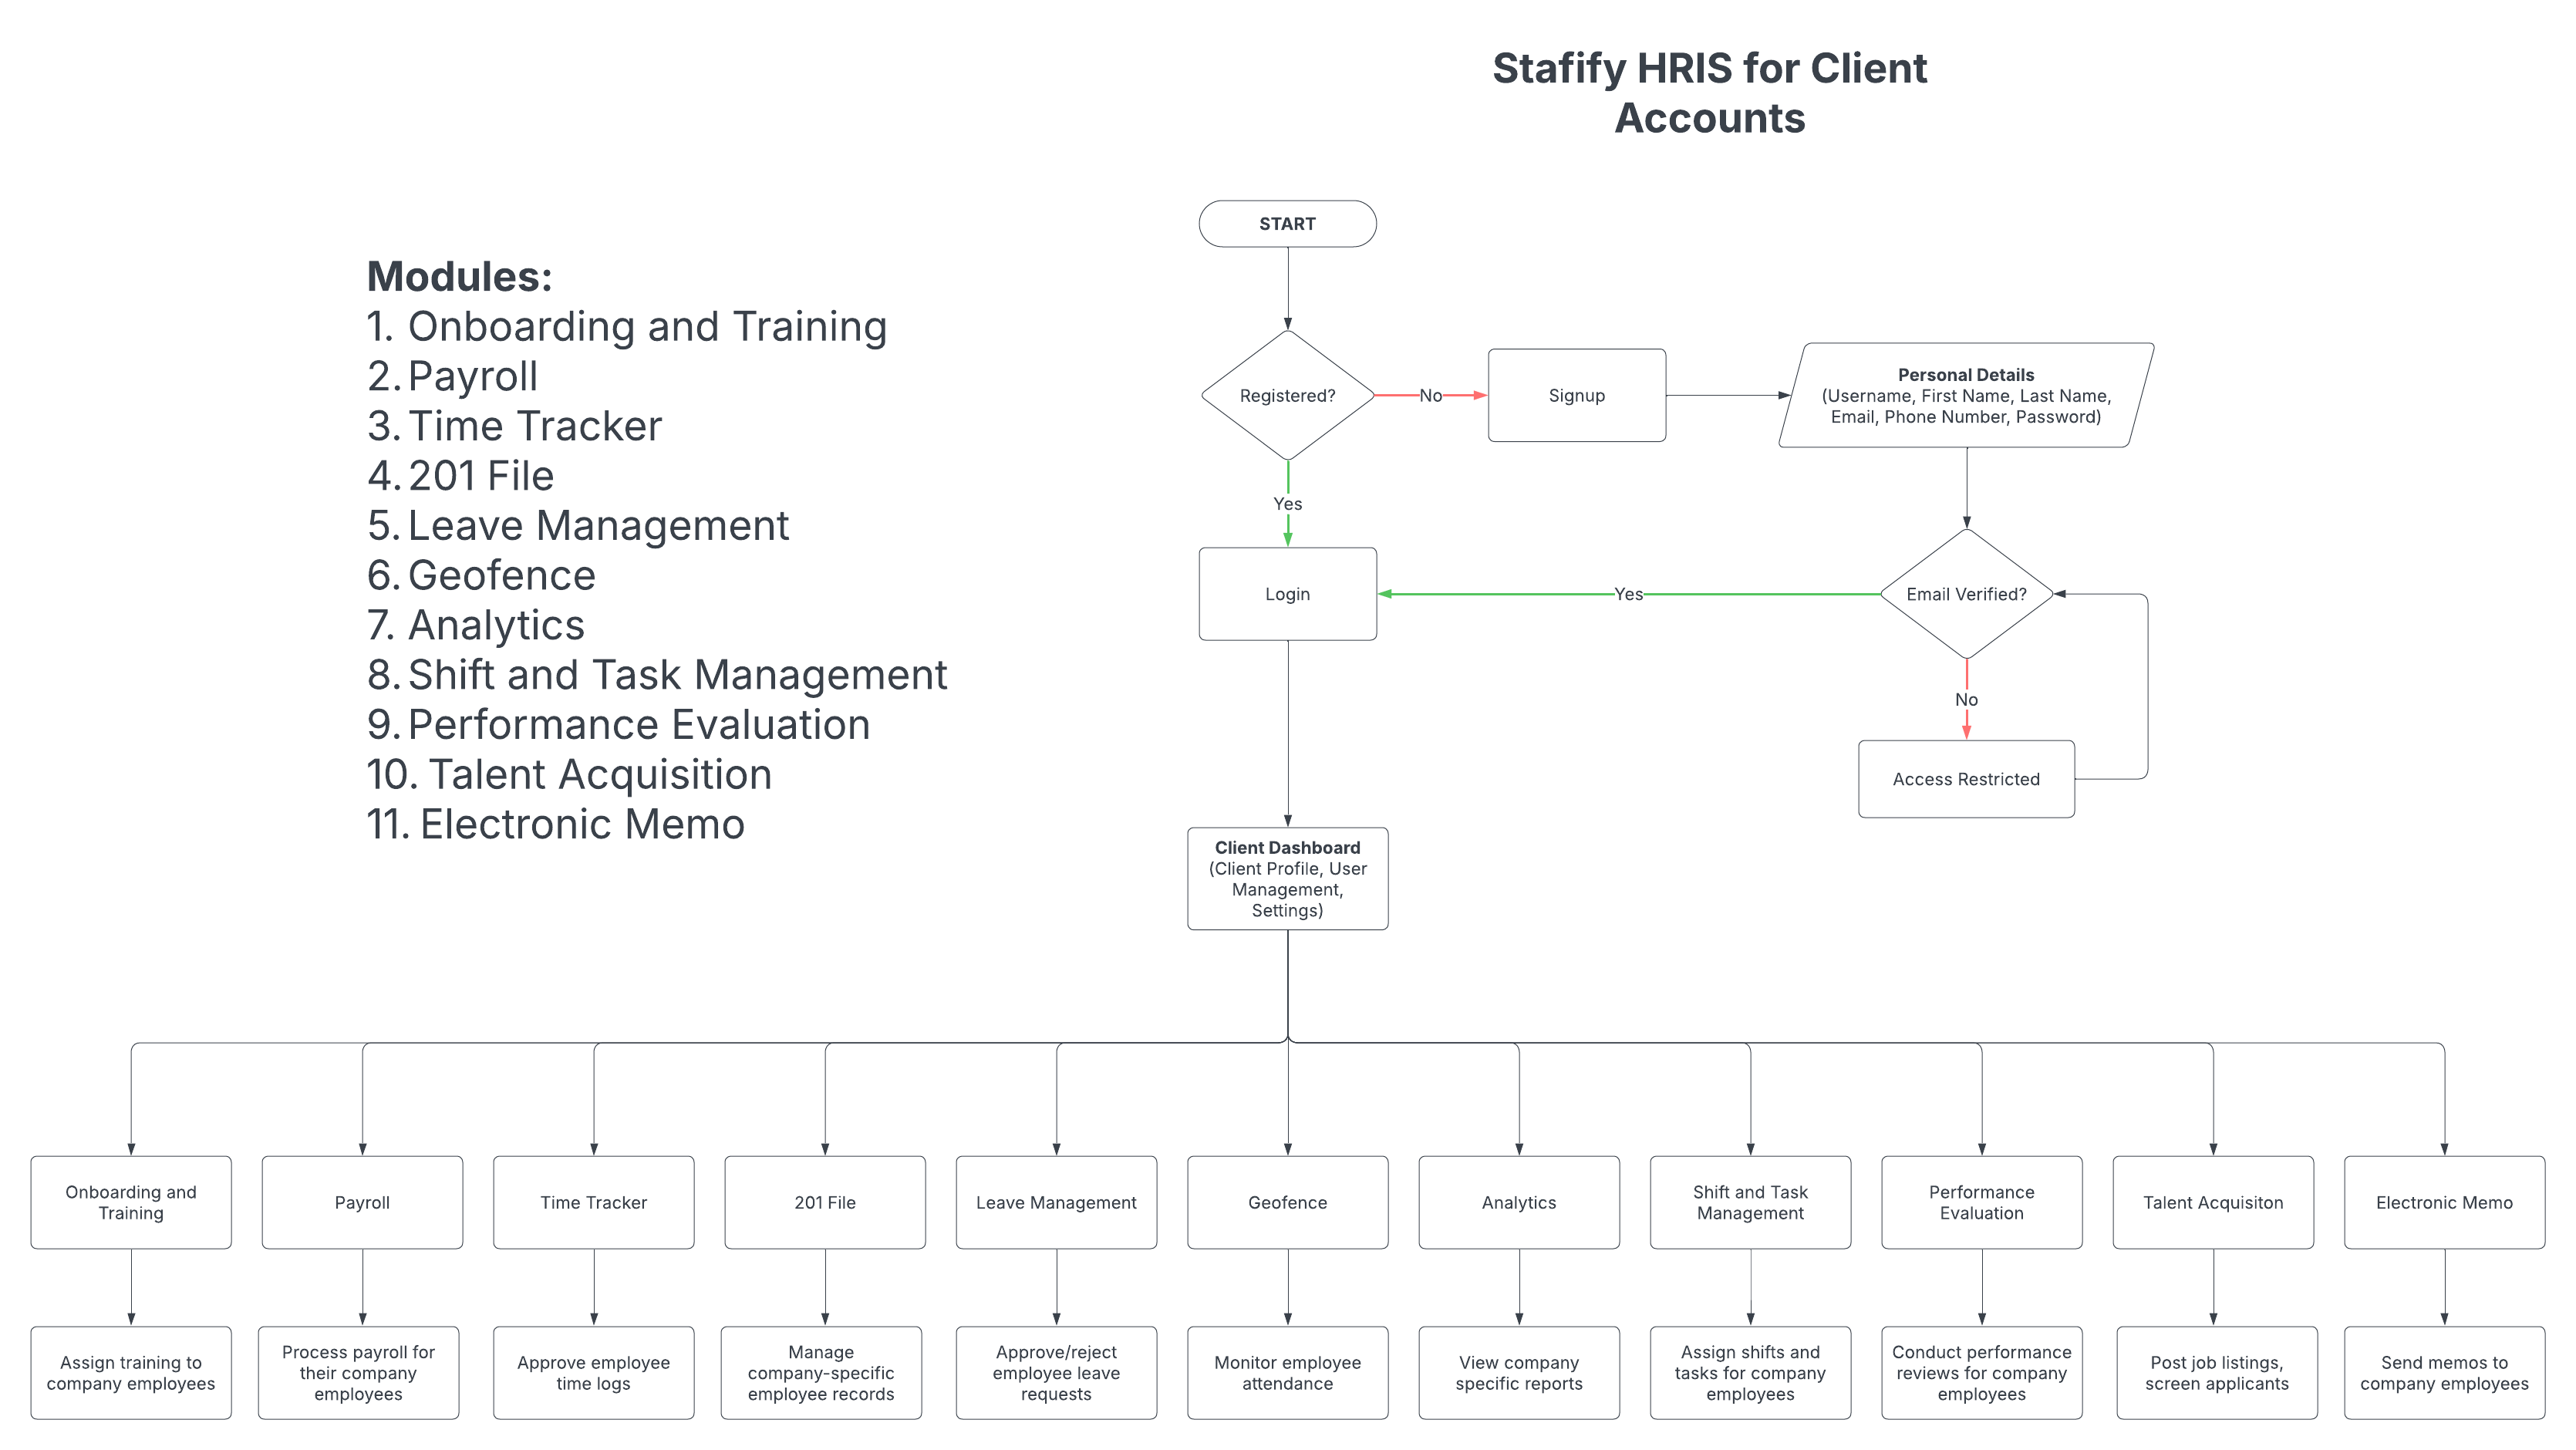 Stafify HRIS for Client
Accounts
START
Modules:
1. Onboarding and Training
2. Payroll
3. Time Tracker
4. 201 File
5. Leave Management
6. Geofence
7. Analytics
8. Shift and Task Management
9. Performance Evaluation
10. Talent Acquisition
11. Electronic Memo
Registered?
No
Signup
Personal Details
(Username, First Name, Last Name,
Email, Phone Number, Password)
Yes
Login
Yes
Email Verified?
No
Access Restricted
Client Dashboard
(Client Profile, User
Management,
Settings)
Onboarding and
Training
Payroll
Time Tracker
201 File
Leave Management
Geofence
Analytics
Shift and Task
Management
Performance
Evaluation
Talent Acquisiton
Electronic Memo
Assign training to
company employees
Process payroll for
their company
employees
Approve employee
time logs
Manage
company-specific
employee records
Approve/reject
employee leave
requests
Monitor employee
attendance
View company
specific reports
Assign shifts and
tasks for company
employees
Conduct performance
reviews for company
employees
Post job listings,
screen applicants
Send memos to
company employees